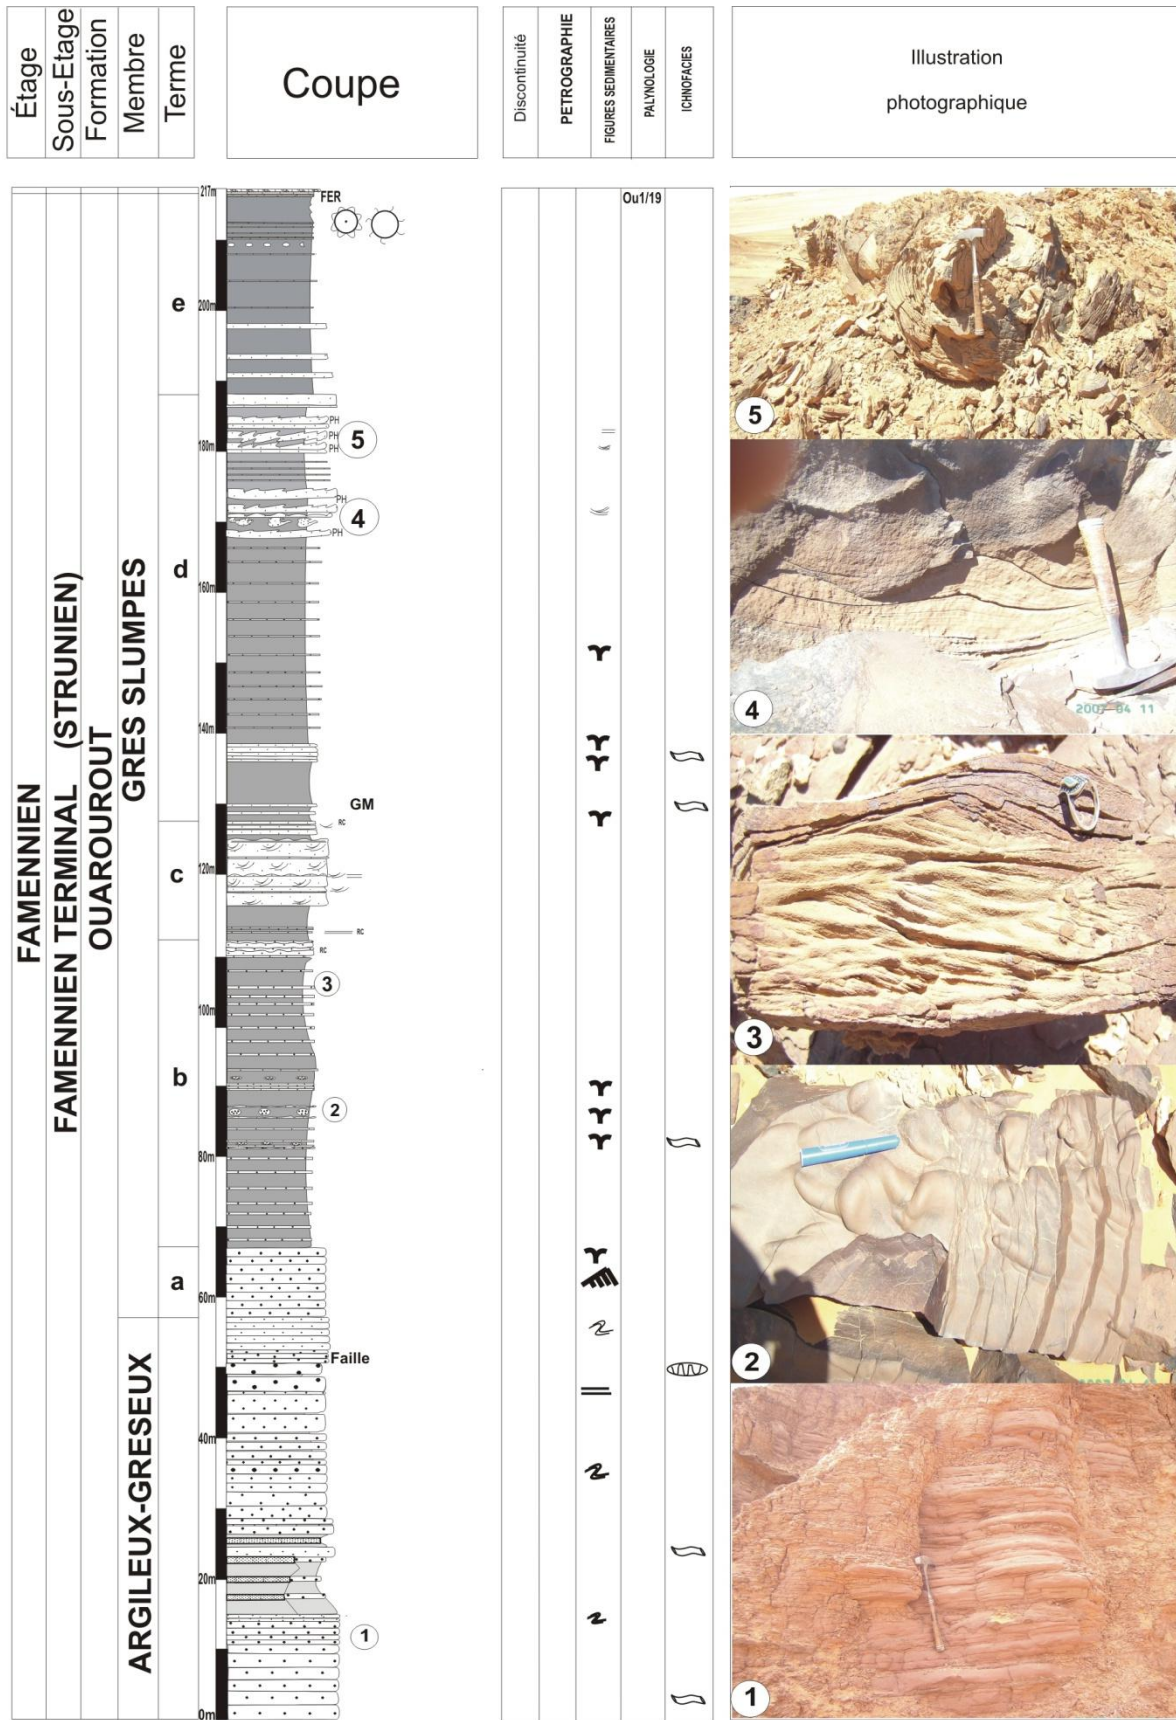 Étage
Sous-Etage
Formation
Membre
Terme
Coupe
Discontinuité
PETROGRAPHIE
FIGURES SEDIMENTAIRES
PALYNOLOGIE
ICHNOFACIES
Illustration
photographique
FAMENNIEN
FAMENNIEN TERMINAL (STRUNIEN)
OUAROUROUT
GRES SLUMPES
ARGILEUX-GRESEUX
e
d
c
b
a
217m
200m
180m
160m
140m
120m
100m
80m
60m
40m
20m
0m
FER
Ou1/19
PH
PH
5
PH
PH
4
PH
GM
RC
RC
RC
3
2
Faille
1
5
4
2007 04 11
3
2
1